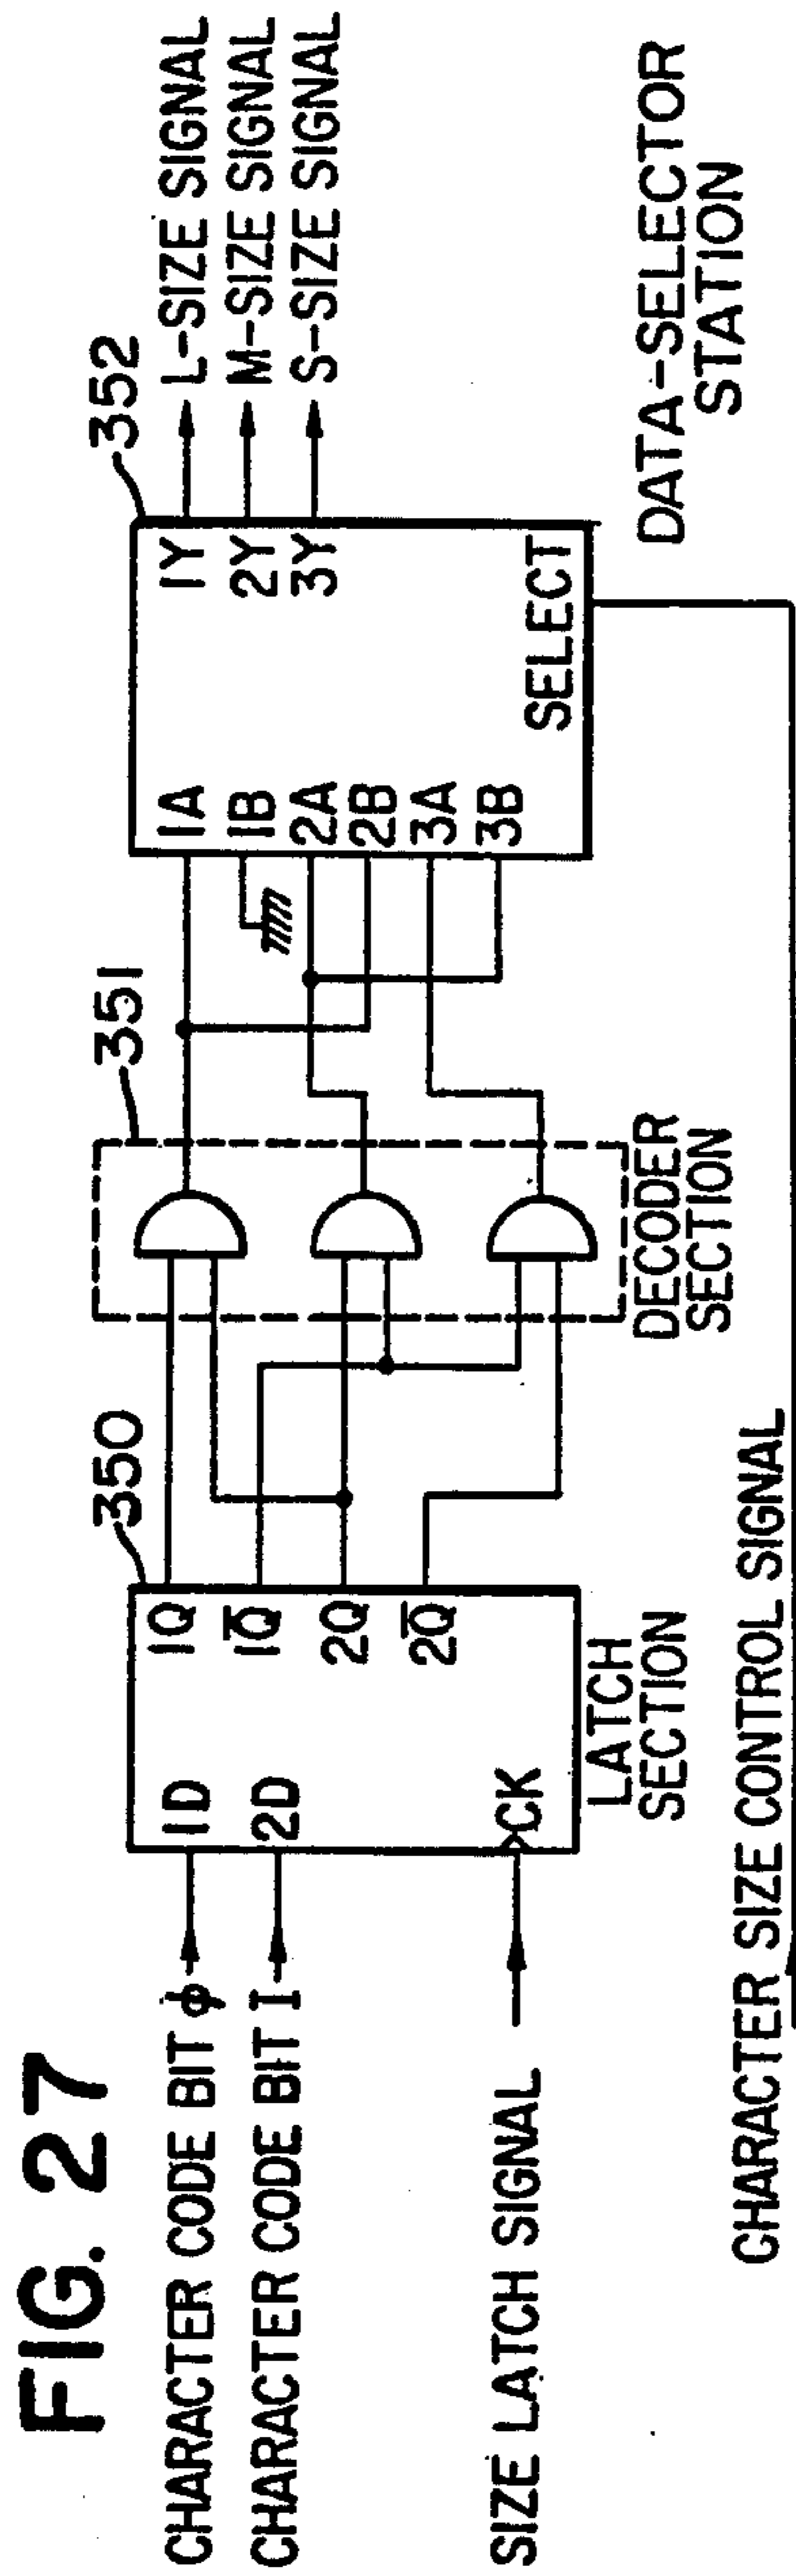 FIG. 27
CHARACTER CODE BIT ϕ
CHARACTER CODE BIT I
SIZE LATCH SIGNAL
1D
2D
CK
1Q
1Q̅
2Q
2Q̅
350
LATCH
SECTION
351
DECODER
SECTION
1A
1B
2A
2B
3A
3B
1Y
2Y
3Y
SELECT
352
L-SIZE SIGNAL
M-SIZE SIGNAL
S-SIZE SIGNAL
DATA-SELECTOR
STATION
CHARACTER SIZE CONTROL SIGNAL